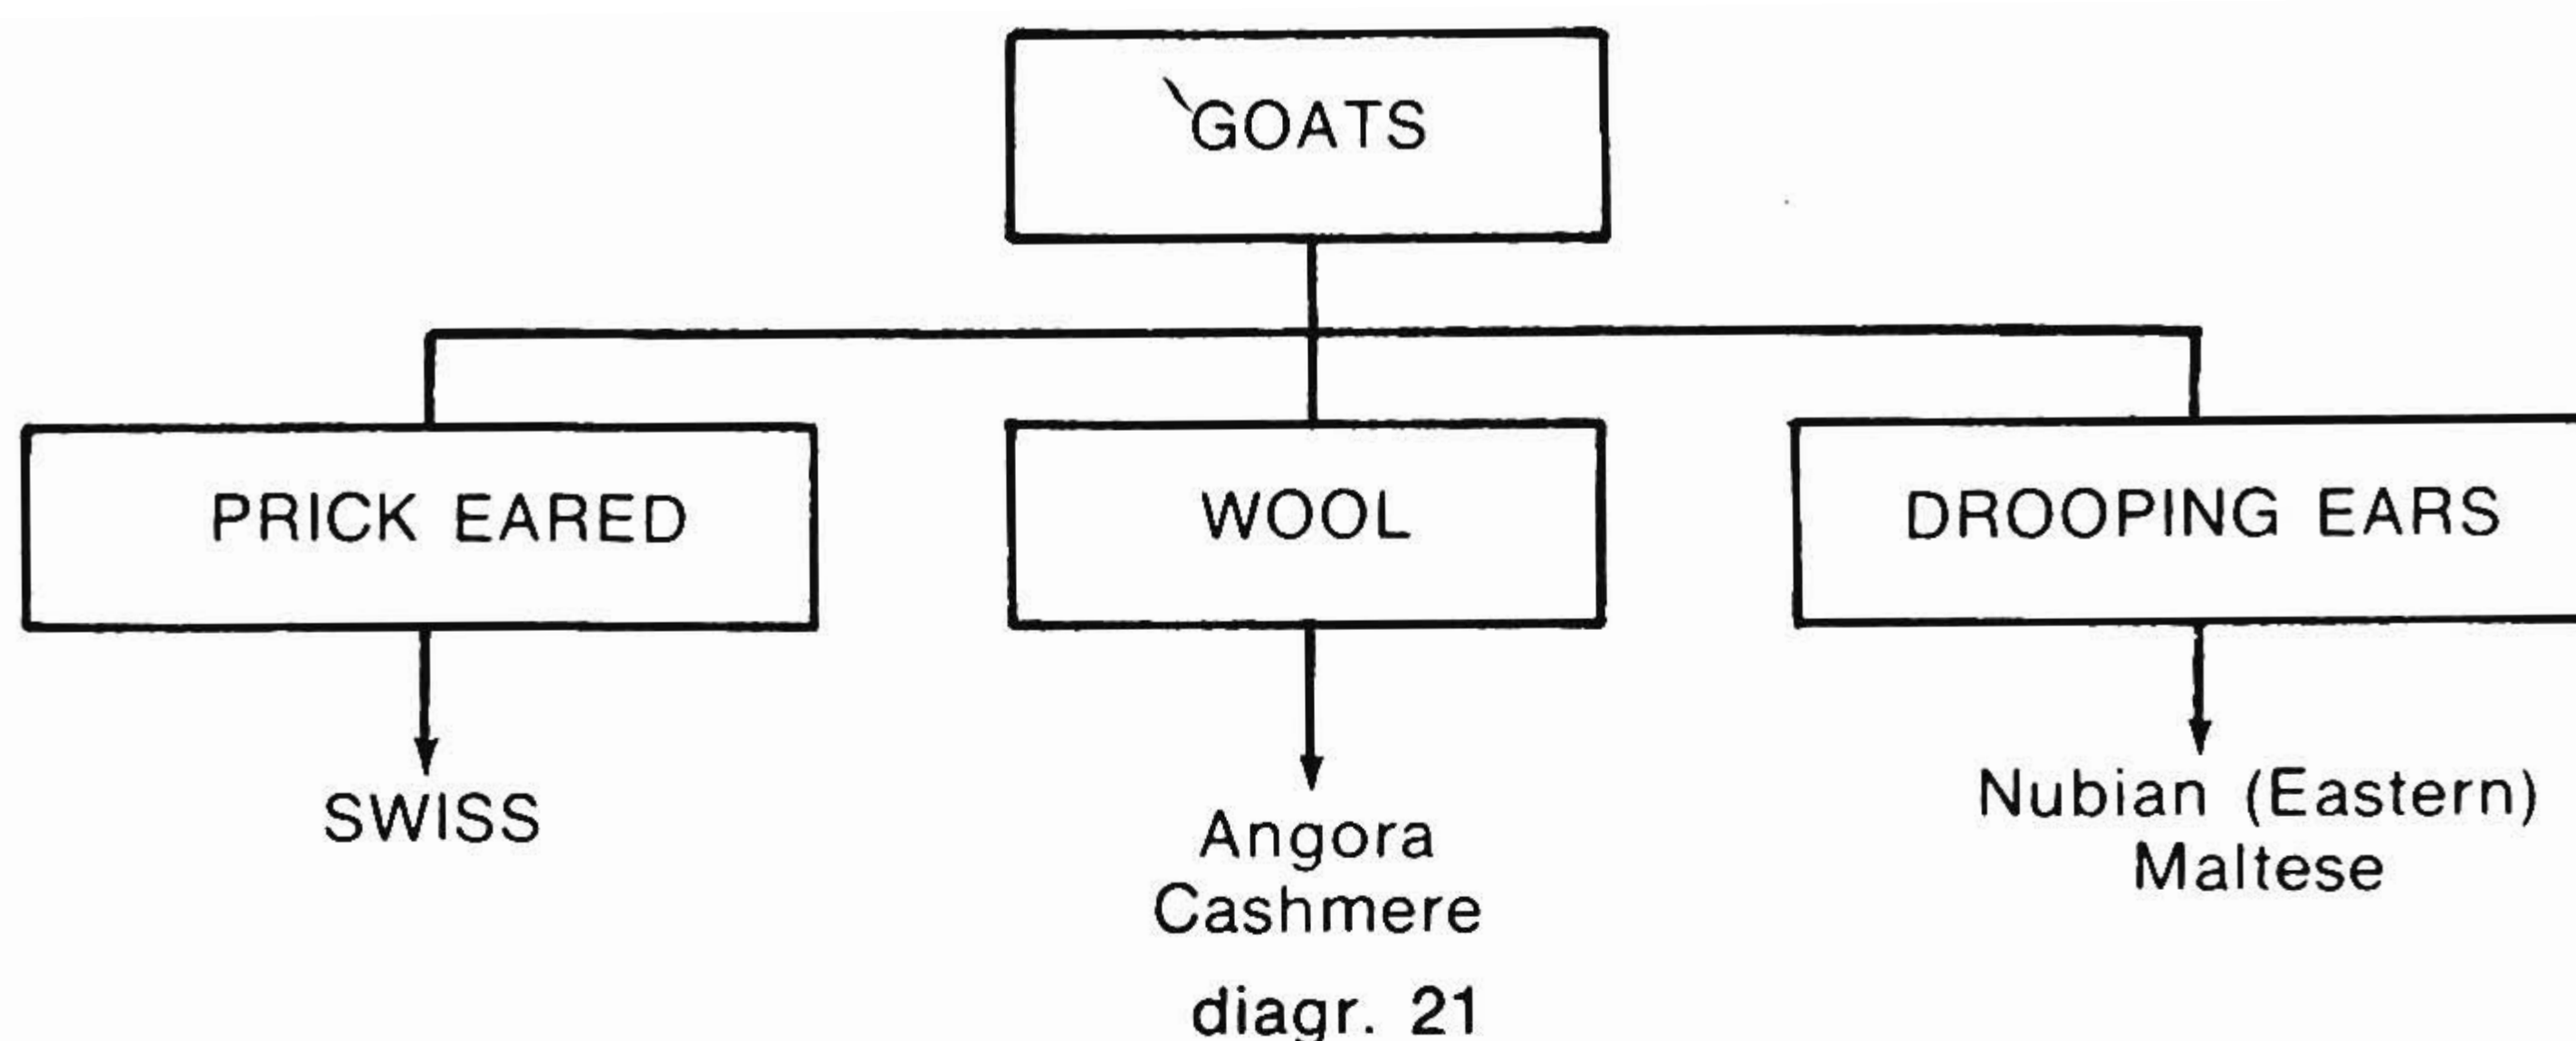 GOATS
PRICK EARED
WOOL
DROOPING EARS
SWISS
Angora
Cashmere
Nubian (Eastern)
Maltese
diagr. 21